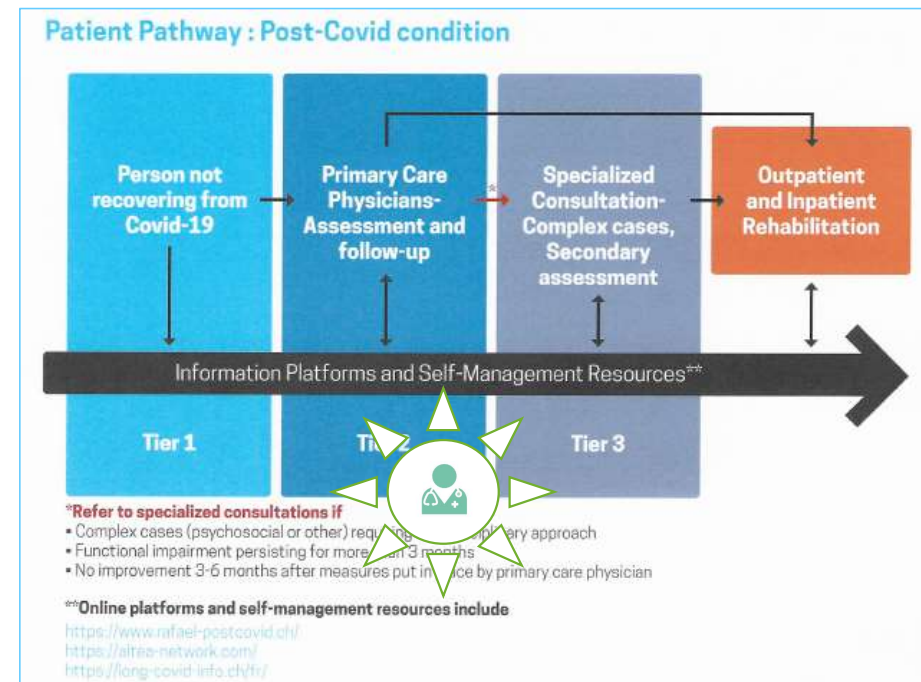 Patient Pathway : Post-Covid condition
Person not
recovering from
Covid-19
Primary Care
Physicians-
Assessment and
follow-up
*
Specialized
Consultation-
Complex cases,
Secondary
assessment
Outpatient
and Inpatient
Rehabilitation
Information Platforms and Self-Management Resources**
Tier 1
2
Tier 3
*Refer to specialized consultations if
▪ Complex cases (psychosocial or other) approach
▪ Functional impairment persisting for more 3 months
▪ No improvement 3-6 months after measures put in by primary care physician
**Online platforms and self-management resources include
https://www.rafael-postcovid.ch/
https://altea-network.com/
https://long-covid-info.ch/fr/